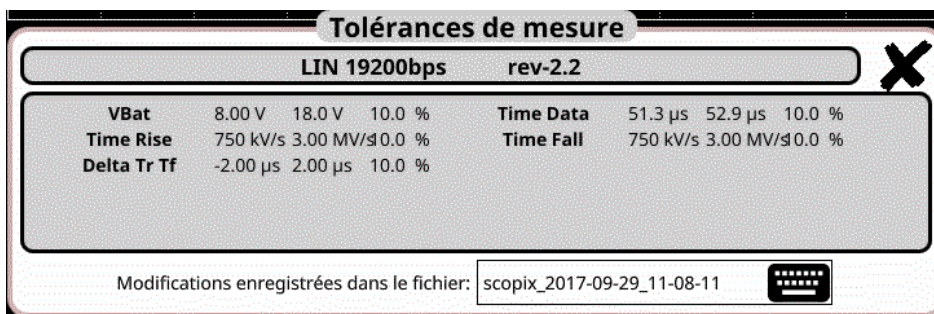 Tolérances de mesure
LIN 19200bps rev-2.2
VBat 8.00 V 18.0 V 10.0 % Time Data 51.3 µs 52.9 µs 10.0 %
Time Rise 750 kV/s 3.00 MV/s 10.0 % Time Fall 750 kV/s 3.00 MV/s 10.0 %
Delta Tr Tf -2.00 µs 2.00 µs 10.0 %
Modifications enregistrées dans le fichier: scopix_2017-09-29_11-08-11